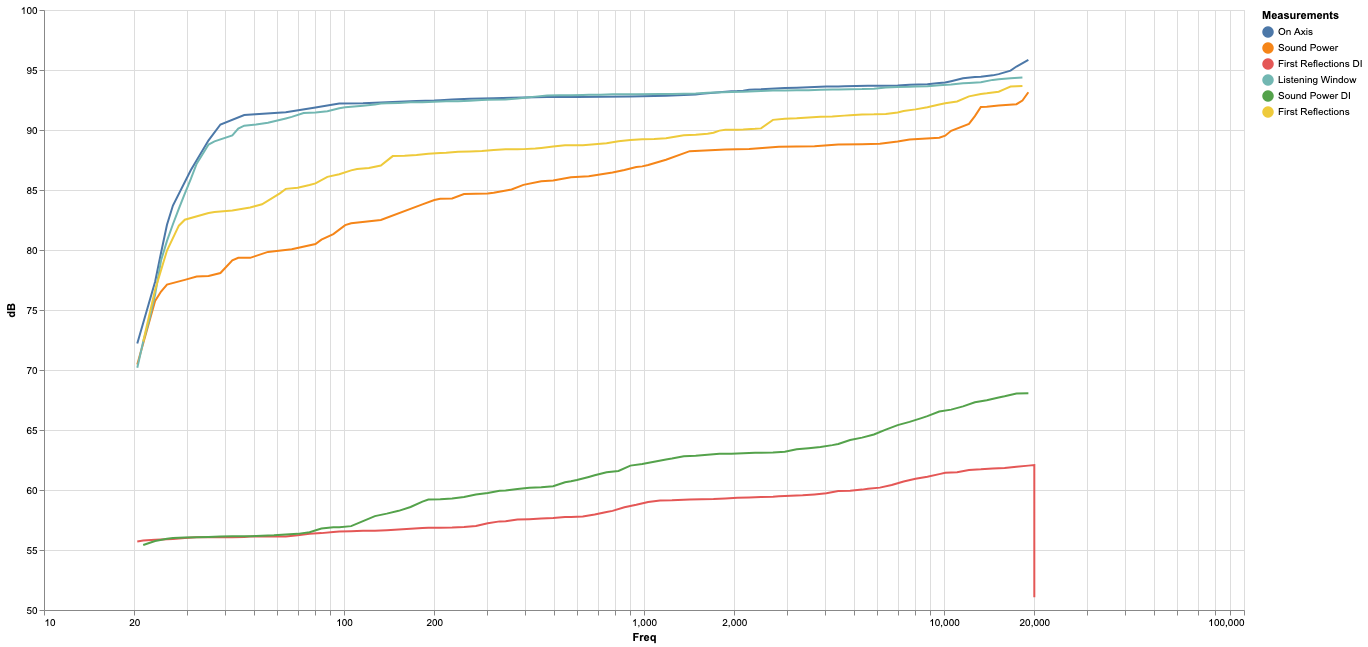 100
95
90
85
80
75
70
65
60
55
50
dB
10 20 100 200 1,000 2,000 10,000 20,000 100,000
Freq
Measurements
On Axis
Sound Power
First Reflections DI
Listening Window
Sound Power DI
First Reflections